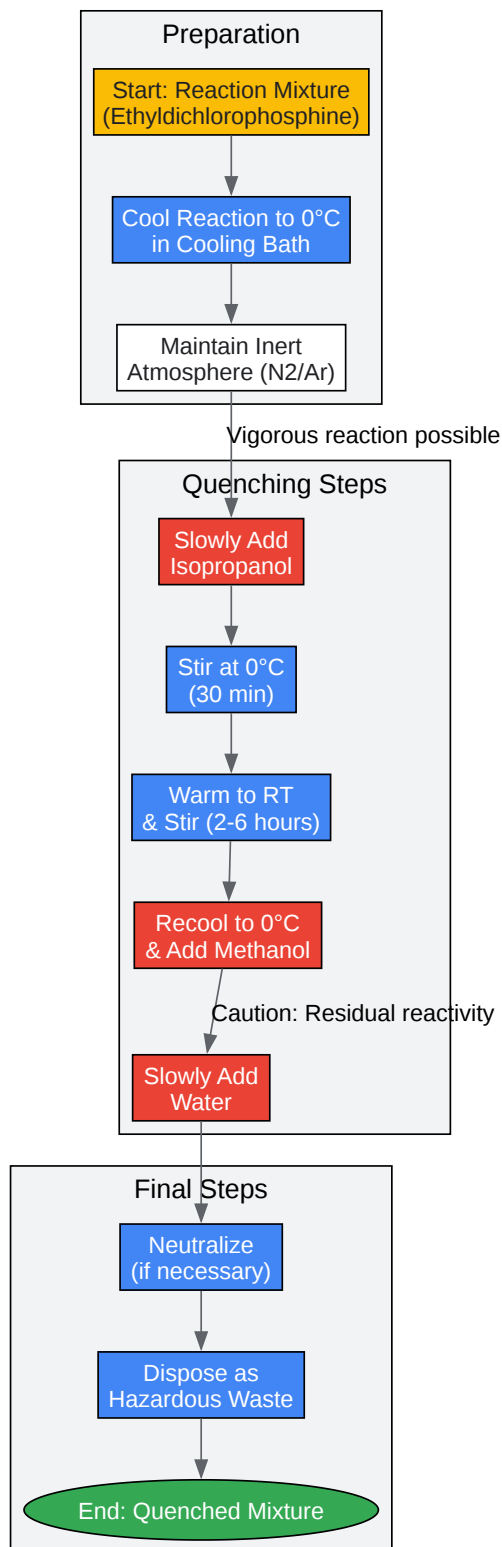 Preparation
Start: Reaction Mixture
(Ethyldichlorophosphine)
Cool Reaction to 0°C
in Cooling Bath
Maintain Inert
Atmosphere (N2/Ar)
Vigorous reaction possible
Quenching Steps
Slowly Add
Isopropanol
Stir at 0°C
(30 min)
Warm to RT
& Stir (2-6 hours)
Recool to 0°C
& Add Methanol
Caution: Residual reactivity
Slowly Add
Water
Final Steps
Neutralize
(if necessary)
Dispose as
Hazardous Waste
End: Quenched Mixture